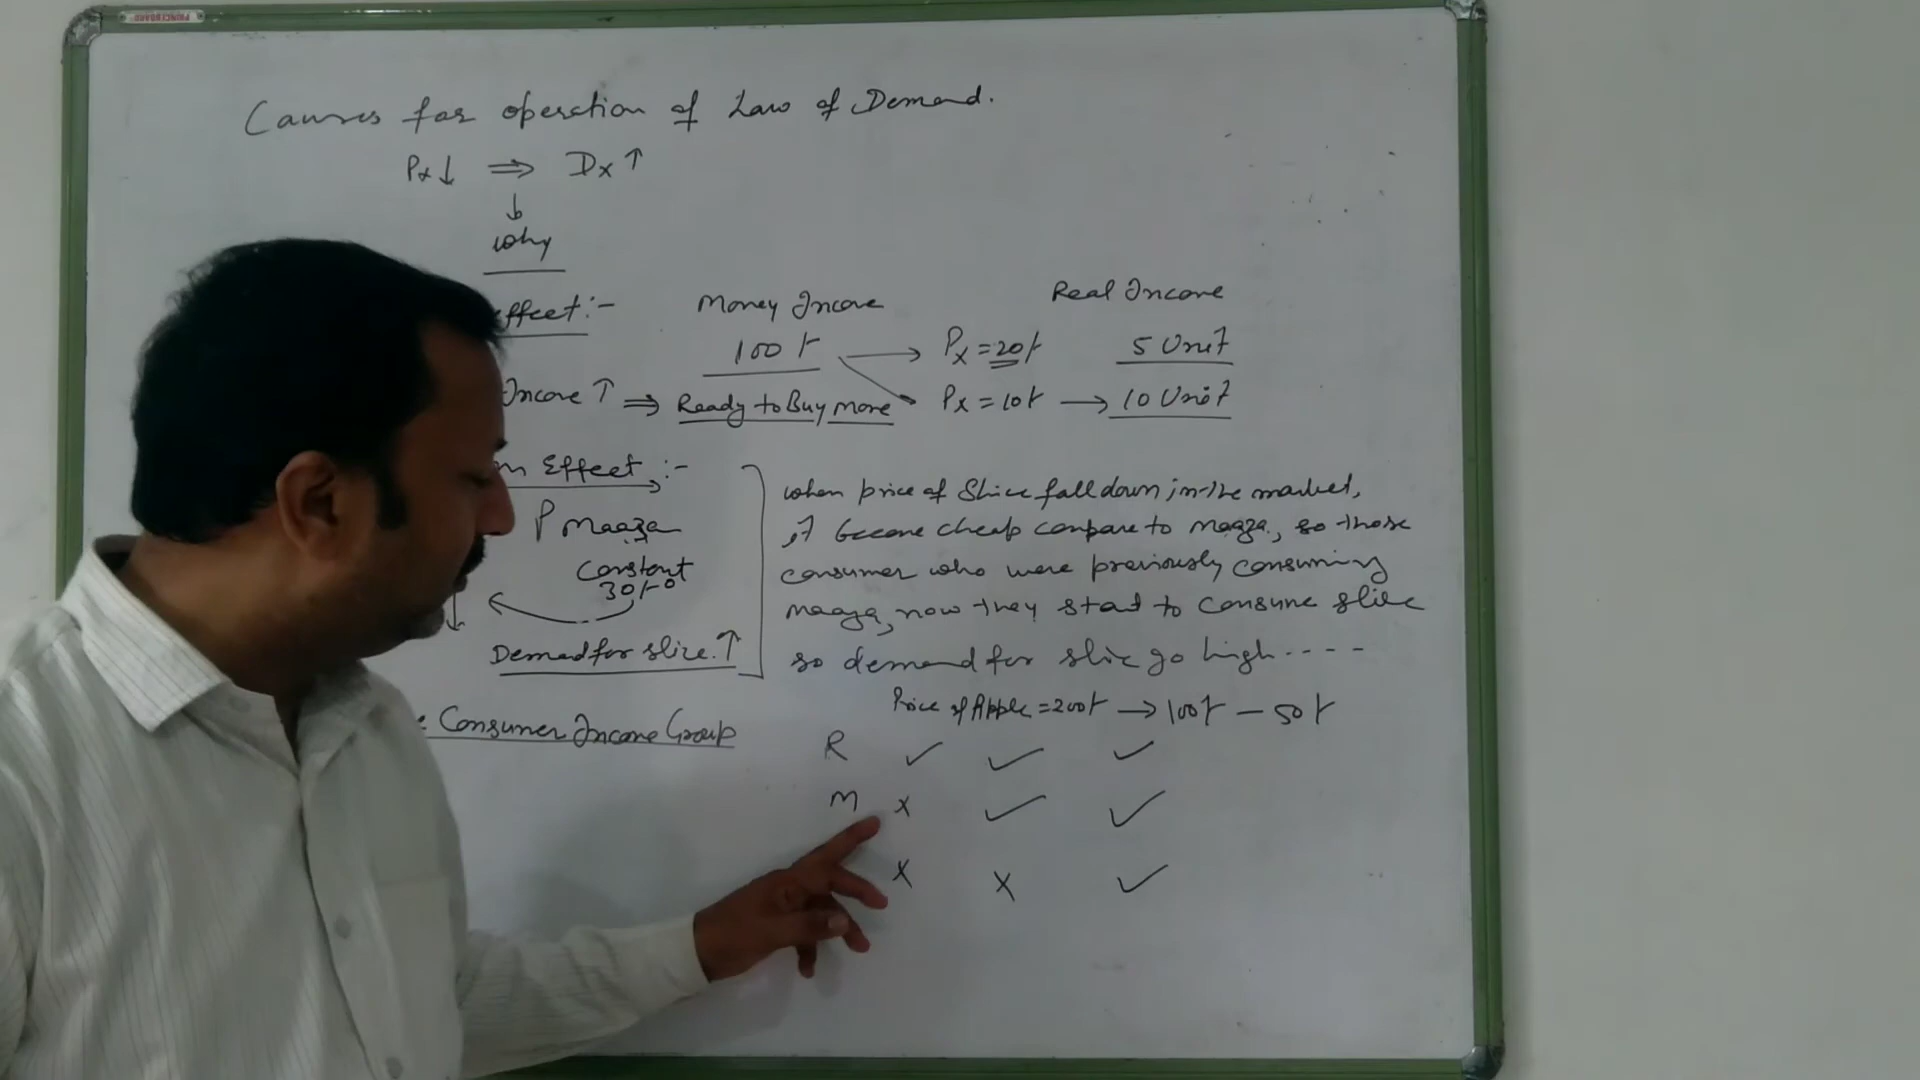 Causes for operation of Law of Demand.
Px↓ ⇒ Dx↑
↓
why
effect:-
Money Income
Real Income
100/-
→ Px = 20/-
5 Unit
Income ↑ ⇒ Ready to Buy more
Px = 10/- → 10 Unit
n Effect :-
P maaza
constant
30/-
Demand for slice. ↑
when price of Slice fall down in the market,
it become cheap compare to maaza, so those
consumer who were previously consuming
maaza, now they start to consume slice
so demand for slice go high ----
Price of Apple = 200/- → 100/- – 50/-
: Consumer Income Group
R ✓ ✓ ✓
M × ✓ ✓
× × ✓